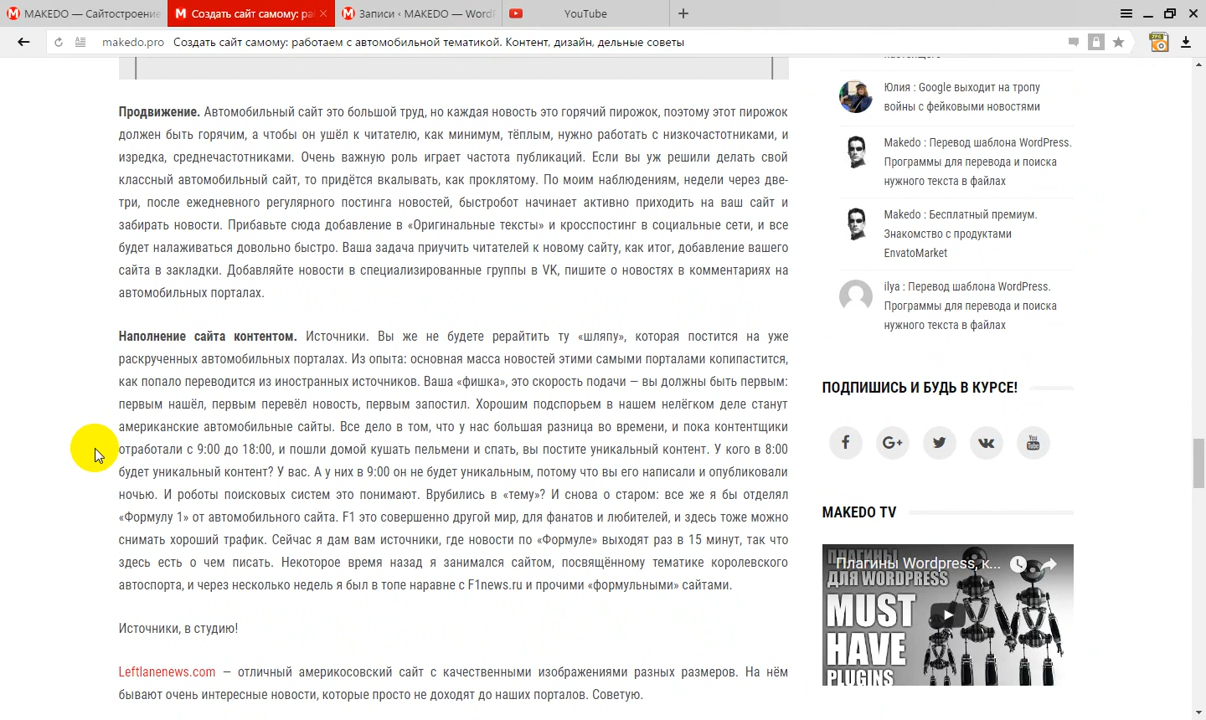 MAKEDO — Сайтостроение
Создать сайт самому: ра
Записи ‹ MAKEDO — WordP
YouTube
makedo.pro Создать сайт самому: работаем с автомобильной тематикой. Контент, дизайн, дельные советы
Продвижение. Автомобильный сайт это большой труд, но каждая новость это горячий пирожок, поэтому этот пирожок
должен быть горячим, а чтобы он ушёл к читателю, как минимум, тёплым, нужно работать с низкочастотниками, и
изредка, среднечастотниками. Очень важную роль играет частота публикаций. Если вы уж решили делать свой
классный автомобильный сайт, то придётся вкалывать, как проклятому. По моим наблюдениям, недели через две-
три, после ежедневного регулярного постинга новостей, быстробот начинает активно приходить на ваш сайт и
забирать новости. Прибавьте сюда добавление в «Оригинальные тексты» и кросспостинг в социальные сети, и все
будет налаживаться довольно быстро. Ваша задача приучить читателей к новому сайту, как итог, добавление вашего
сайта в закладки. Добавляйте новости в специализированные группы в VK, пишите о новостях в комментариях на
автомобильных порталах.
Наполнение сайта контентом. Источники. Вы же не будете рерайтить ту «шляпу», которая постится на уже
раскрученных автомобильных порталах. Из опыта: основная масса новостей этими самыми порталами копипастится,
как попало переводится из иностранных источников. Ваша «фишка», это скорость подачи — вы должны быть первым:
первым нашёл, первым перевёл новость, первым запостил. Хорошим подспорьем в нашем нелёгком деле станут
американские автомобильные сайты. Все дело в том, что у нас большая разница во времени, и пока контентщики
отработали с 9:00 до 18:00, и пошли домой кушать пельмени и спать, вы постите уникальный контент. У кого в 8:00
будет уникальный контент? У вас. А у них в 9:00 он не будет уникальным, потому что вы его написали и опубликовали
ночью. И роботы поисковых систем это понимают. Врубились в «тему»? И снова о старом: все же я бы отделял
«Формулу 1» от автомобильного сайта. F1 это совершенно другой мир, для фанатов и любителей, и здесь тоже можно
снимать хороший трафик. Сейчас я дам вам источники, где новости по «Формуле» выходят раз в 15 минут, так что
здесь есть о чем писать. Некоторое время назад я занимался сайтом, посвящённому тематике королевского
автоспорта, и через несколько недель я был в топе наравне с F1news.ru и прочими «формульными» сайтами.
Источники, в студию!
Leftlanenews.com — отличный америкосовский сайт с качественными изображениями разных размеров. На нём
бывают очень интересные новости, которые просто не доходят до наших порталов. Советую.
Юлия : Google выходит на тропу
войны с фейковыми новостями
Makedo : Перевод шаблона WordPress.
Программы для перевода и поиска
нужного текста в файлах
Makedo : Бесплатный премиум.
Знакомство с продуктами
EnvatoMarket
ilya : Перевод шаблона WordPress.
Программы для перевода и поиска
нужного текста в файлах
ПОДПИШИСЬ И БУДЬ В КУРСЕ!
MAKEDO TV
Плагины Wordpress, к...
ПЛАГИНЫ
ДЛЯ WORDPRESS
MUST
HAVE
PLUGINS